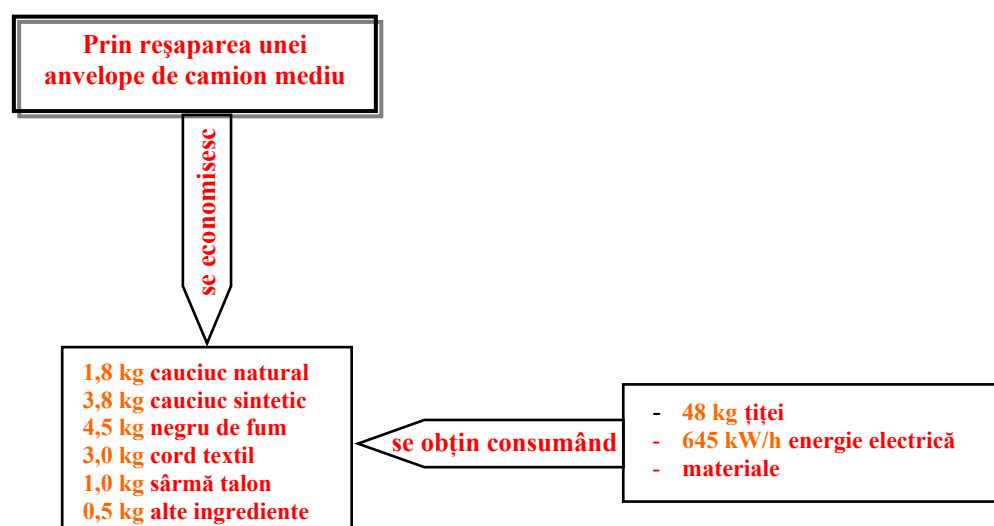 Prin reşaparea unei
anvelope de camion mediu
se economisesc
1,8 kg cauciuc natural
3,8 kg cauciuc sintetic
4,5 kg negru de fum
3,0 kg cord textil
1,0 kg sârmă talon
0,5 kg alte ingrediente
se obțin consumând
- 48 kg țiței
- 645 kW/h energie electrică
- materiale